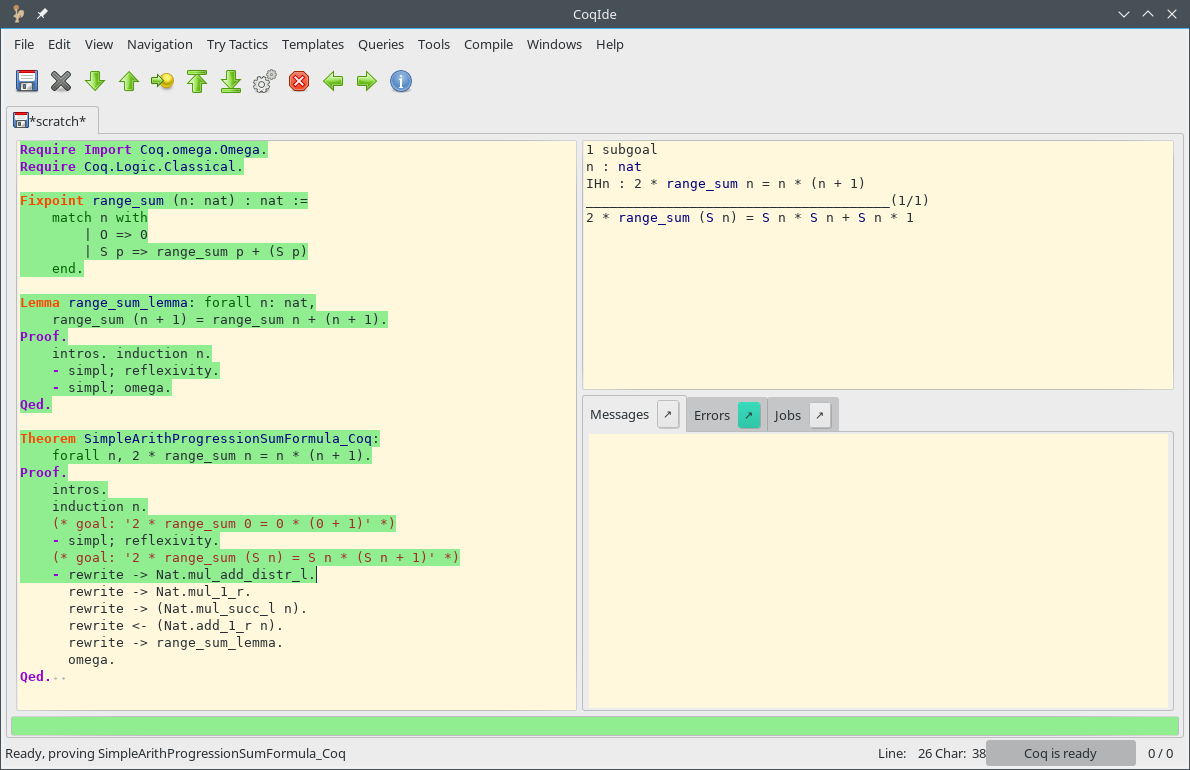 CoqIde
File Edit View Navigation Try Tactics Templates Queries Tools Compile Windows Help
*scratch*
Require Import Coq.omega.Omega.
Require Coq.Logic.Classical.
Fixpoint range_sum (n: nat) : nat :=
    match n with
        | O => 0
        | S p => range_sum p + (S p)
    end.
Lemma range_sum_lemma: forall n: nat,
    range_sum (n + 1) = range_sum n + (n + 1).
Proof.
    intros. induction n.
    - simpl; reflexivity.
    - simpl; omega.
Qed.
Theorem SimpleArithProgressionSumFormula_Coq:
    forall n, 2 * range_sum n = n * (n + 1).
Proof.
    intros.
    induction n.
    (* goal: '2 * range_sum 0 = 0 * (0 + 1)' *)
    - simpl; reflexivity.
    (* goal: '2 * range_sum (S n) = S n * (S n + 1)' *)
    - rewrite -> Nat.mul_add_distr_l.
      rewrite -> Nat.mul_1_r.
      rewrite -> (Nat.mul_succ_l n).
      rewrite <- (Nat.add_1_r n).
      rewrite -> range_sum_lemma.
      omega.
Qed.
1 subgoal
n : nat
IHn : 2 * range_sum n = n * (n + 1)
______________________________________(1/1)
2 * range_sum (S n) = S n * S n + S n * 1
Messages Errors Jobs
Ready, proving SimpleArithProgressionSumFormula_Coq
Line: 26 Char: 38 Coq is ready 0 / 0